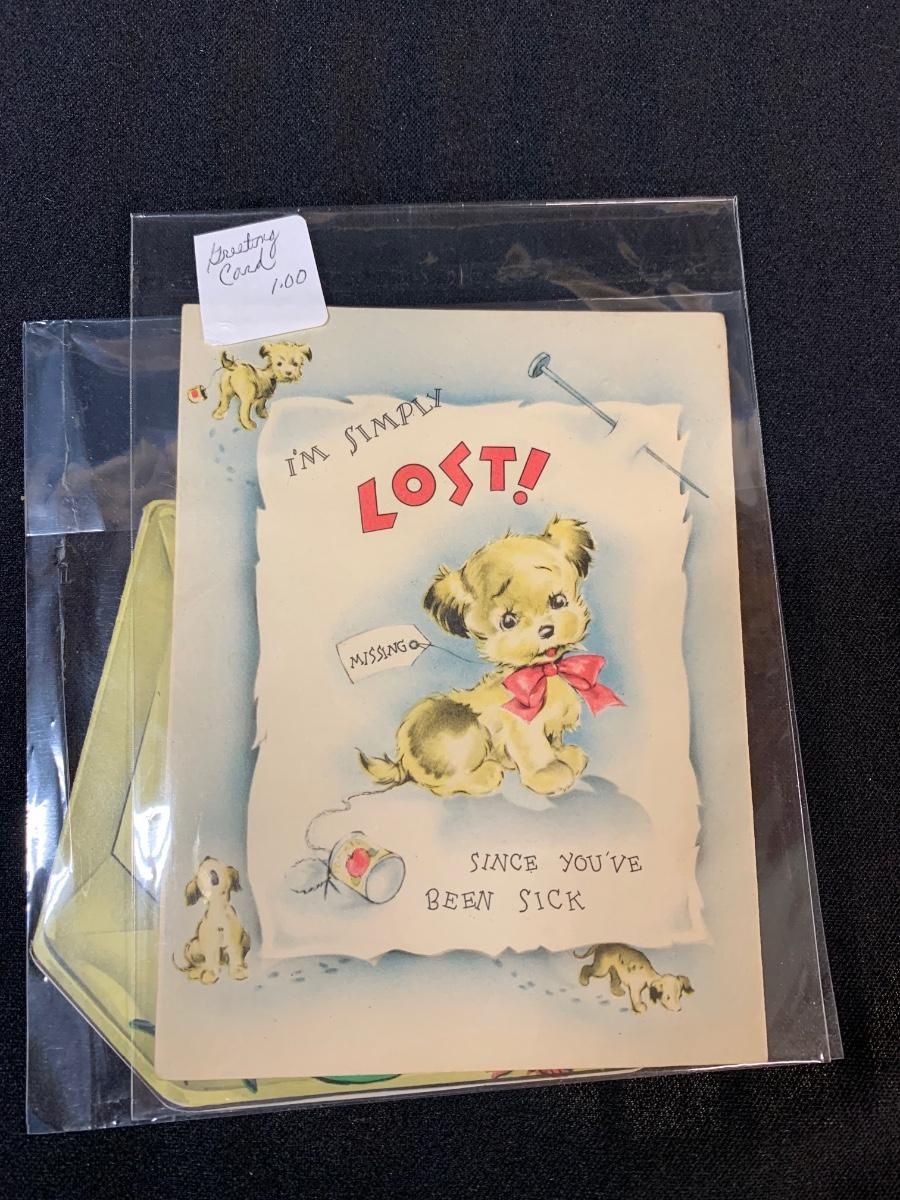 Greeting
Card
1.00
I'M SIMPLY
LOST!
MISSING
SINCE YOU'VE
BEEN SICK